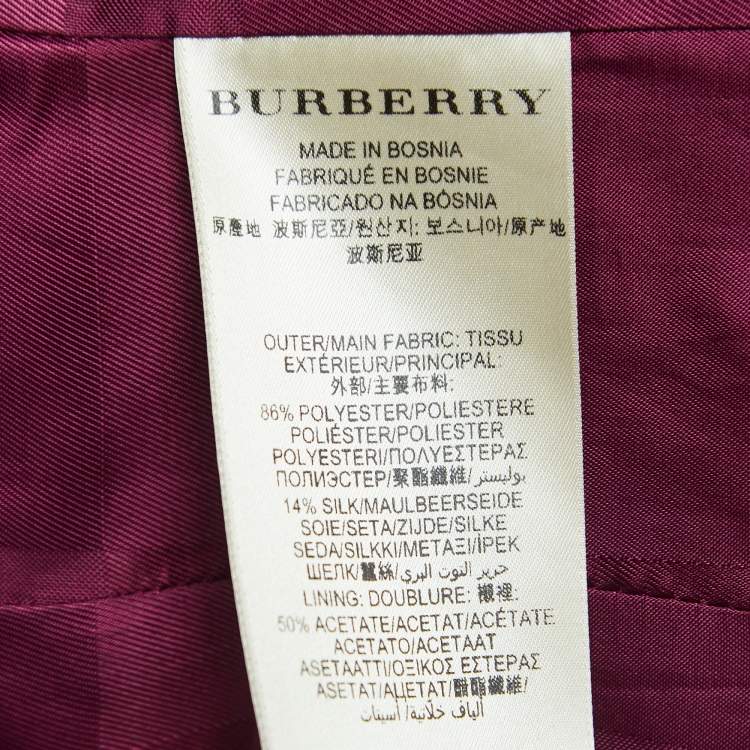 BURBERRY
MADE IN BOSNIA
FABRIQUÉ EN BOSNIE
FABRICADO NA BÓSNIA
原產地 波斯尼亞/원산지: 보스니아/原产地
波斯尼亚
OUTER/MAIN FABRIC: TISSU
EXTÉRIEUR/PRINCIPAL:
外部/主要布料:
86% POLYESTER/POLIESTERE
POLIÉSTER/POLIESTER
POLYESTERI/ΠΟΛΥΕΣΤΕΡΑΣ
ПОЛИЭСТЕР/聚酯纖維/بوليستر
14% SILK/MAULBEERSEIDE
SOIE/SETA/ZIJDE/SILKE
SEDA/SILKKI/ΜΕΤΑΞΙ/İPEK
ШЕЛК/蠶絲/حرير التوت البري
LINING: DOUBLURE: 襯裡:
50% ACETATE/ACETAT/ACÉTATE
ACETATO/ACETAAT
ASETAATTI/ΟΞΙΚΟΣ ΕΣΤΕΡΑΣ
ASETAT/АЦЕТАТ/醋酯纖維/
ألياف خلاتية/أسيتات